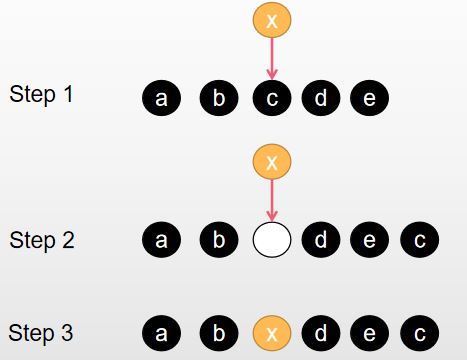 x
Step 1 a b c d e
x
Step 2 a b d e c
Step 3 a b x d e c